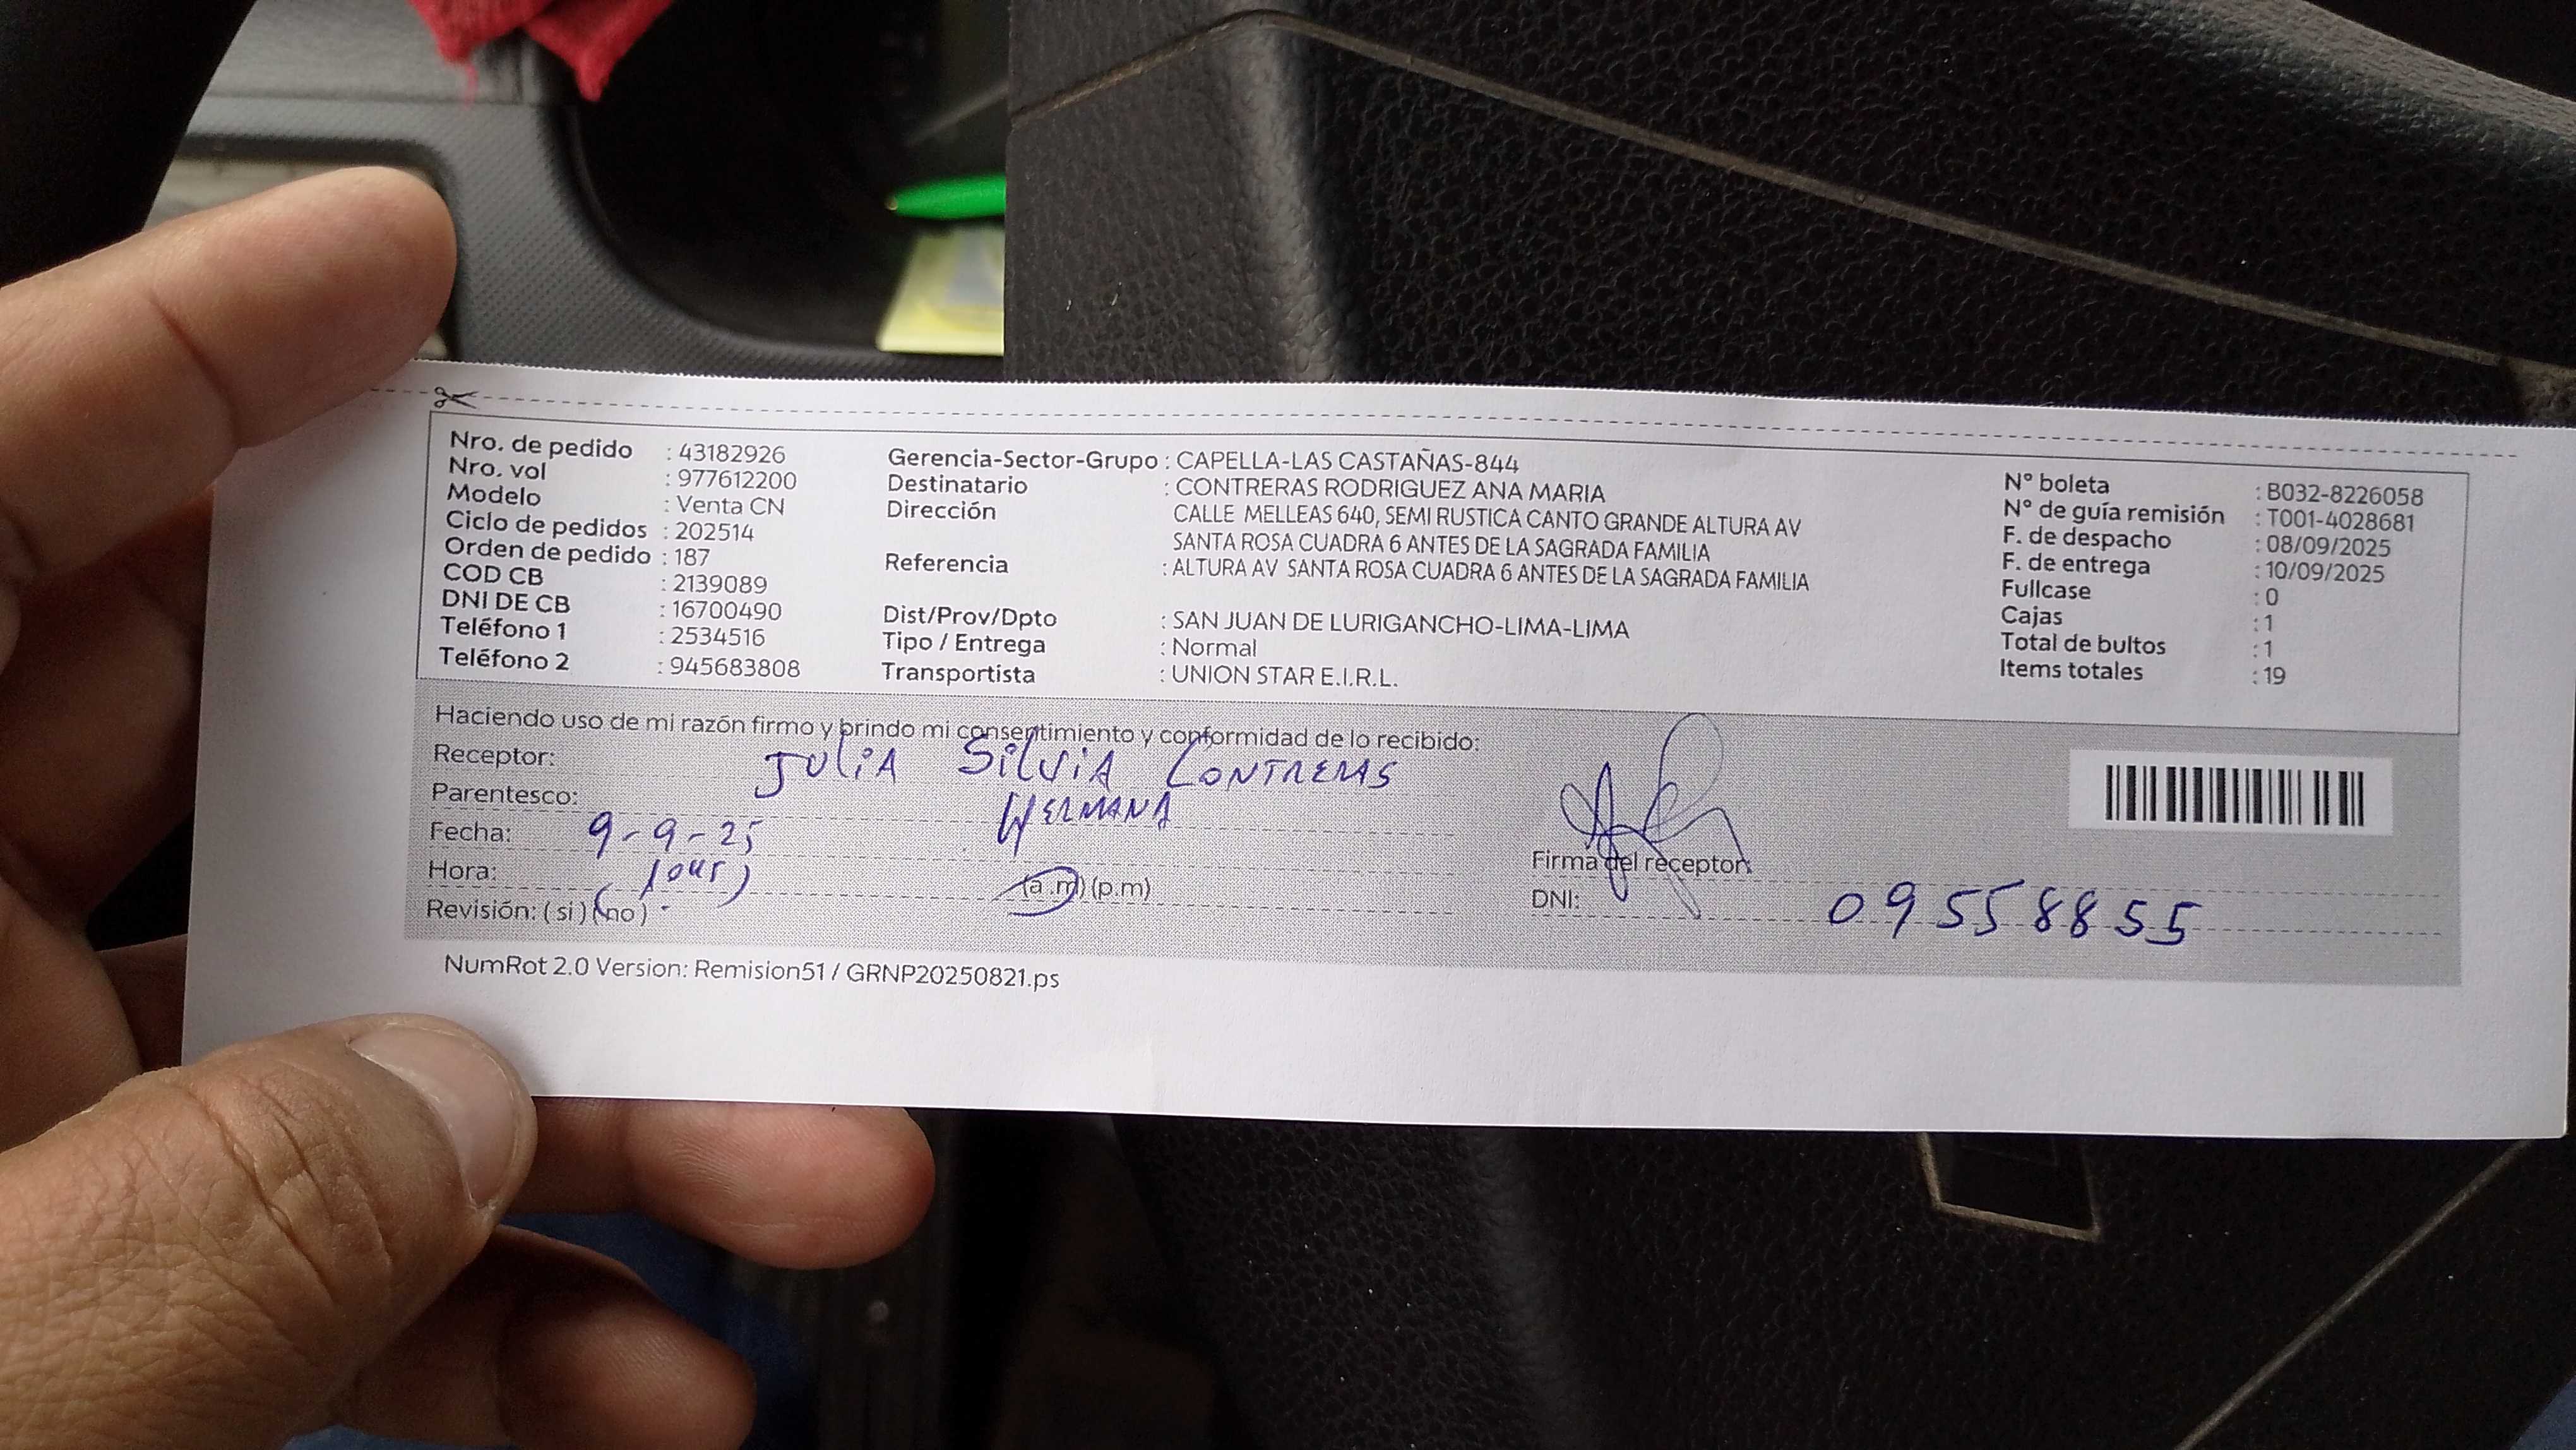 Nro. de pedido : 43182926
Nro. vol : 977612200
Modelo : Venta CN
Ciclo de pedidos : 202514
Orden de pedido : 187
COD CB : 2139089
DNI DE CB : 16700490
Teléfono 1 : 2534516
Teléfono 2 : 945683808
Gerencia-Sector-Grupo : CAPELLA-LAS CASTAÑAS-844
Destinatario : CONTRERAS RODRIGUEZ ANA MARIA
Dirección CALLE MELLEAS 640, SEMI RUSTICA CANTO GRANDE ALTURA AV
SANTA ROSA CUADRA 6 ANTES DE LA SAGRADA FAMILIA
Referencia : ALTURA AV SANTA ROSA CUADRA 6 ANTES DE LA SAGRADA FAMILIA
Dist/Prov/Dpto : SAN JUAN DE LURIGANCHO-LIMA-LIMA
Tipo / Entrega : Normal
Transportista : UNION STAR E.I.R.L.
N° boleta : B032-8226058
N° de guía remisión : T001-4028681
F. de despacho : 08/09/2025
F. de entrega : 10/09/2025
Fullcase : 0
Cajas : 1
Total de bultos : 1
Items totales : 19
Haciendo uso de mi razón firmo y brindo mi consentimiento y conformidad de lo recibido:
Receptor: JULIA SILVIA CONTRERAS
Parentesco: HERMANA
Fecha: 9-9-25
Hora: (a.m) (p.m)
Revisión: (si) (no)
Firma del receptor:
DNI: 09558855
NumRot 2.0 Version: Remision51 / GRNP20250821.ps